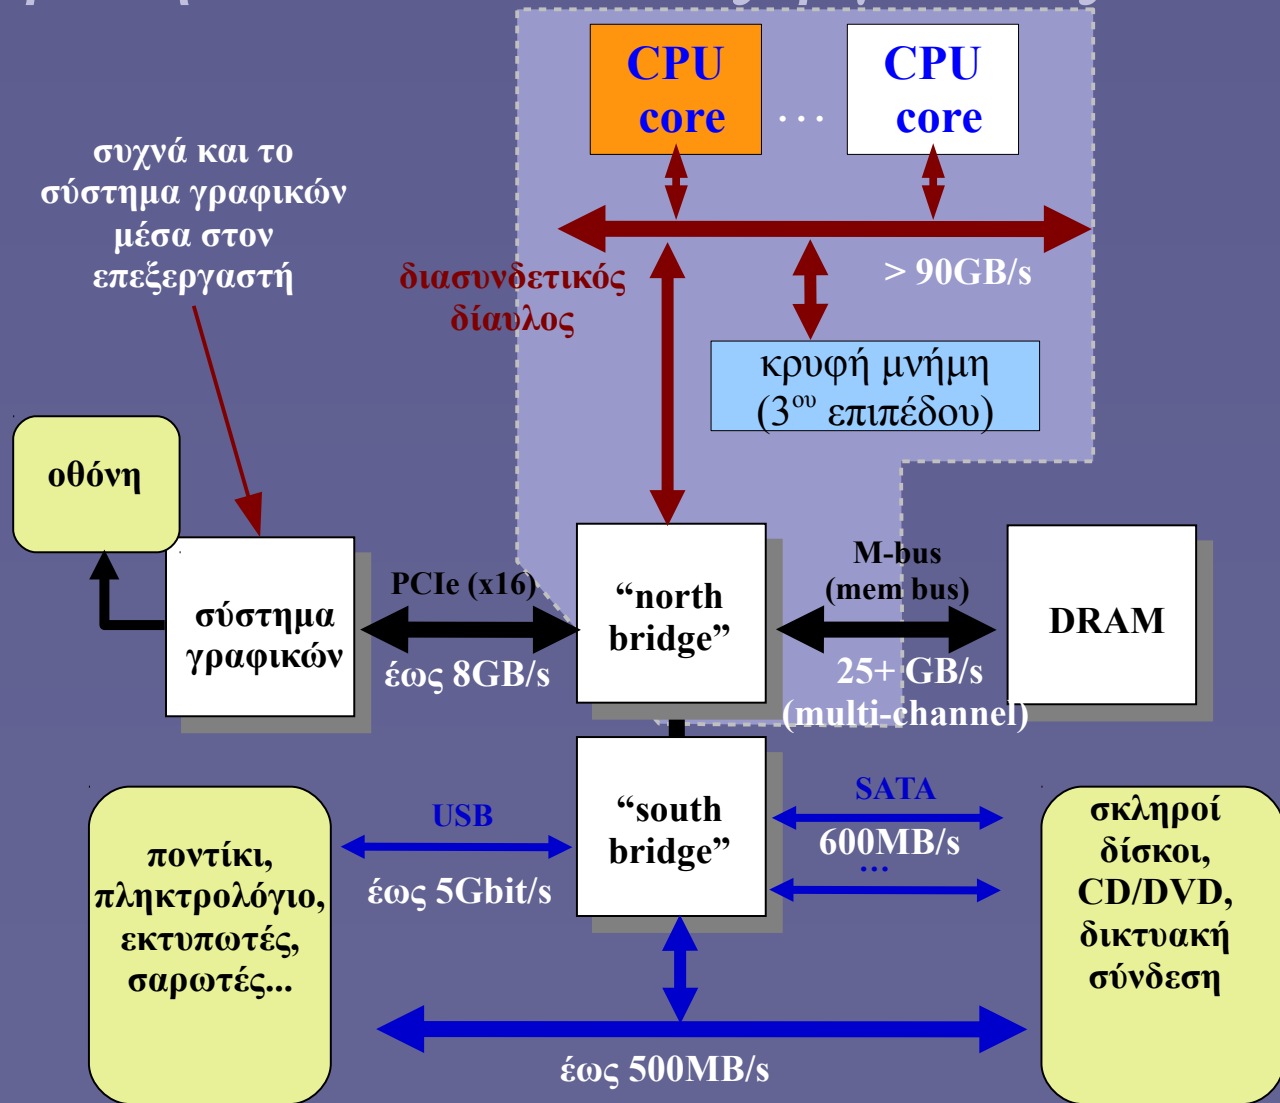 CPU
core
...
CPU
core
συχνά και το
σύστημα γραφικών
μέσα στον
επεξεργαστή
διασυνδετικός
δίαυλος
> 90GB/s
κρυφή μνήμη
(3ου επιπέδου)
οθόνη
σύστημα
γραφικών
PCIe (x16)
έως 8GB/s
“north
bridge”
M-bus
(mem bus)
25+ GB/s
(multi-channel)
DRAM
ποντίκι,
πληκτρολόγιο,
εκτυπωτές,
σαρωτές...
USB
έως 5Gbit/s
“south
bridge”
SATA
600MB/s
...
σκληροί
δίσκοι,
CD/DVD,
δικτυακή
σύνδεση
έως 500MB/s